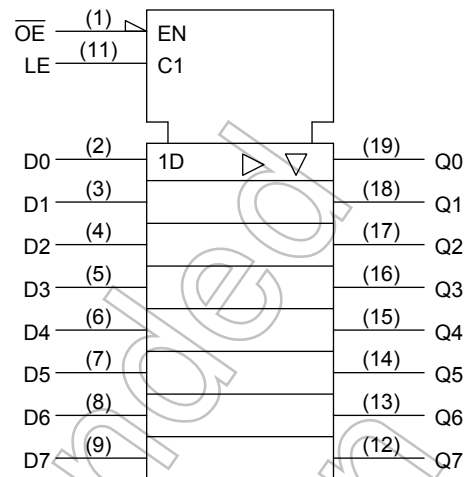 OE (1) EN
LE (11) C1
D0 (2) 1D (19) Q0
D1 (3) (18) Q1
D2 (4) (17) Q2
D3 (5) (16) Q3
D4 (6) (15) Q4
D5 (7) (14) Q5
D6 (8) (13) Q6
D7 (9) (12) Q7